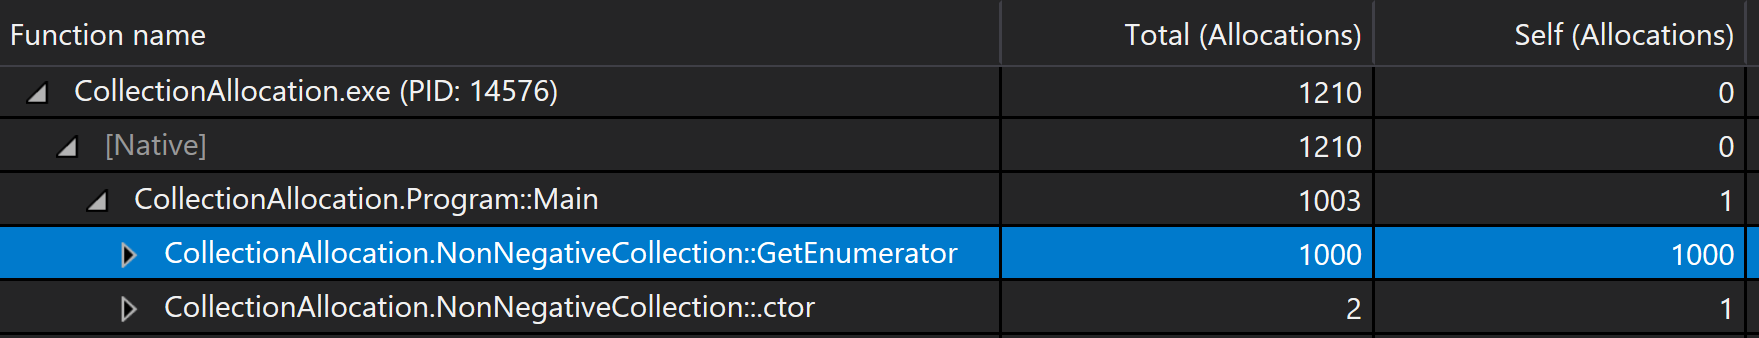 Function name Total (Allocations) Self (Allocations)
CollectionAllocation.exe (PID: 14576) 1210 0
[Native] 1210 0
CollectionAllocation.Program::Main 1003 1
CollectionAllocation.NonNegativeCollection::GetEnumerator 1000 1000
CollectionAllocation.NonNegativeCollection::.ctor 2 1